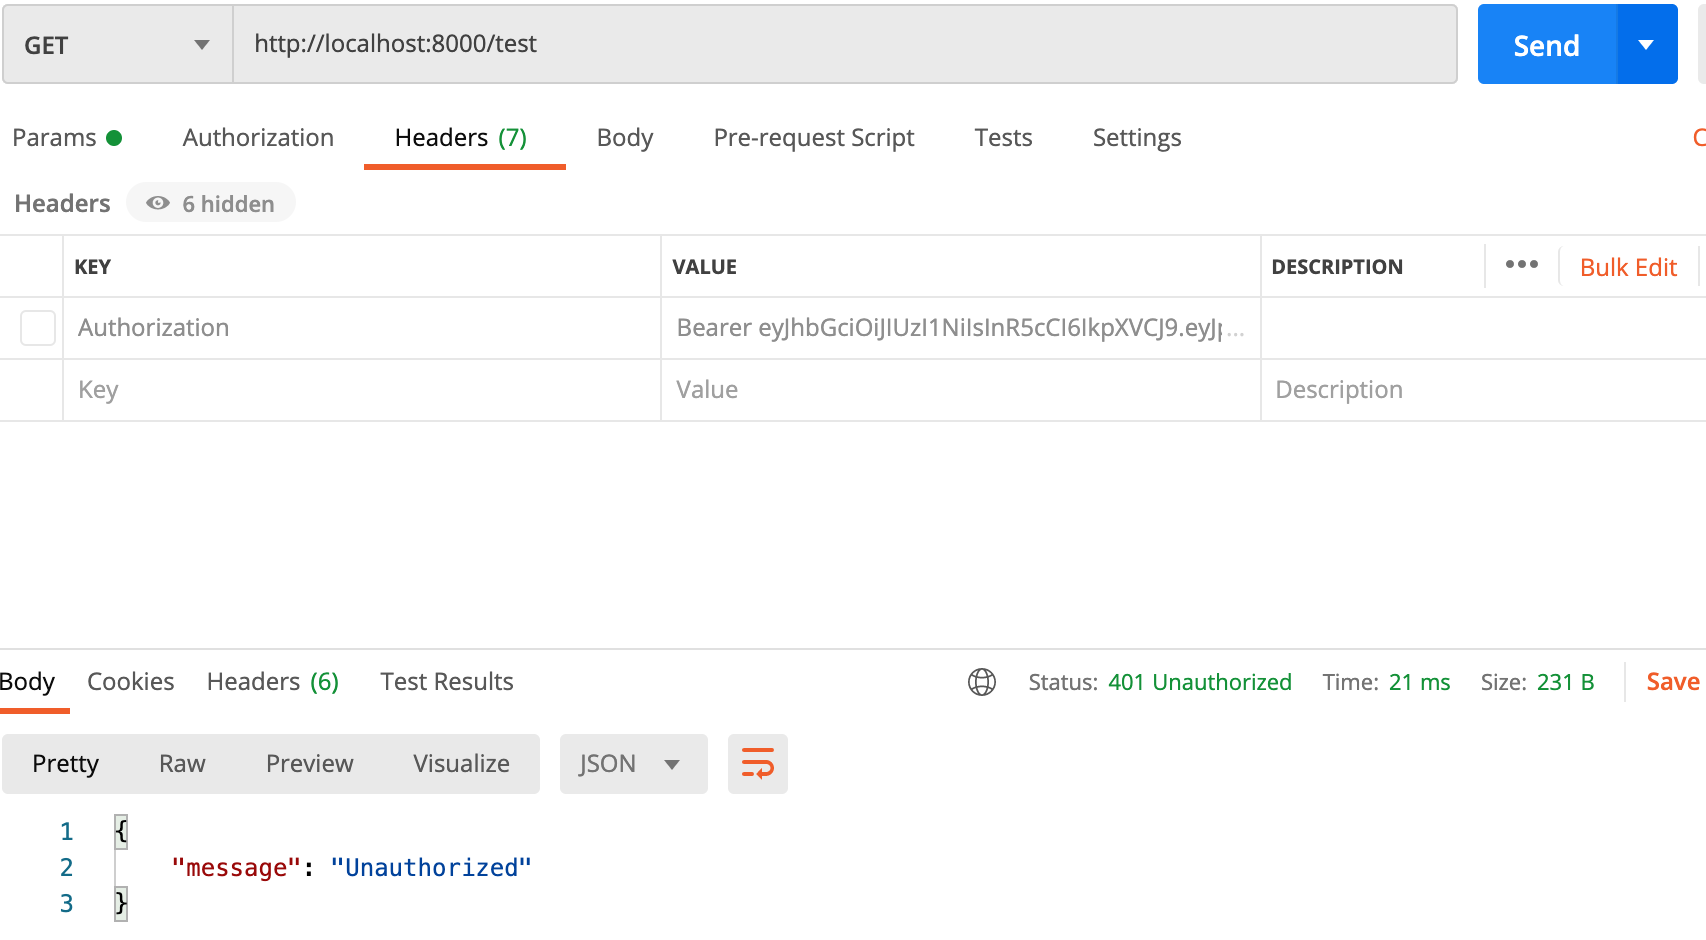 GET http://localhost:8000/test Send
Params Authorization Headers (7) Body Pre-request Script Tests Settings
Headers 6 hidden
KEY VALUE DESCRIPTION ••• Bulk Edit
Authorization Bearer eyJhbGciOiJIUzI1NiIsInR5cCI6IkpXVCJ9.eyJ...
Key Value Description
Body Cookies Headers (6) Test Results Status: 401 Unauthorized Time: 21 ms Size: 231 B Save
Pretty Raw Preview Visualize JSON
1 {
2 "message": "Unauthorized"
3 }